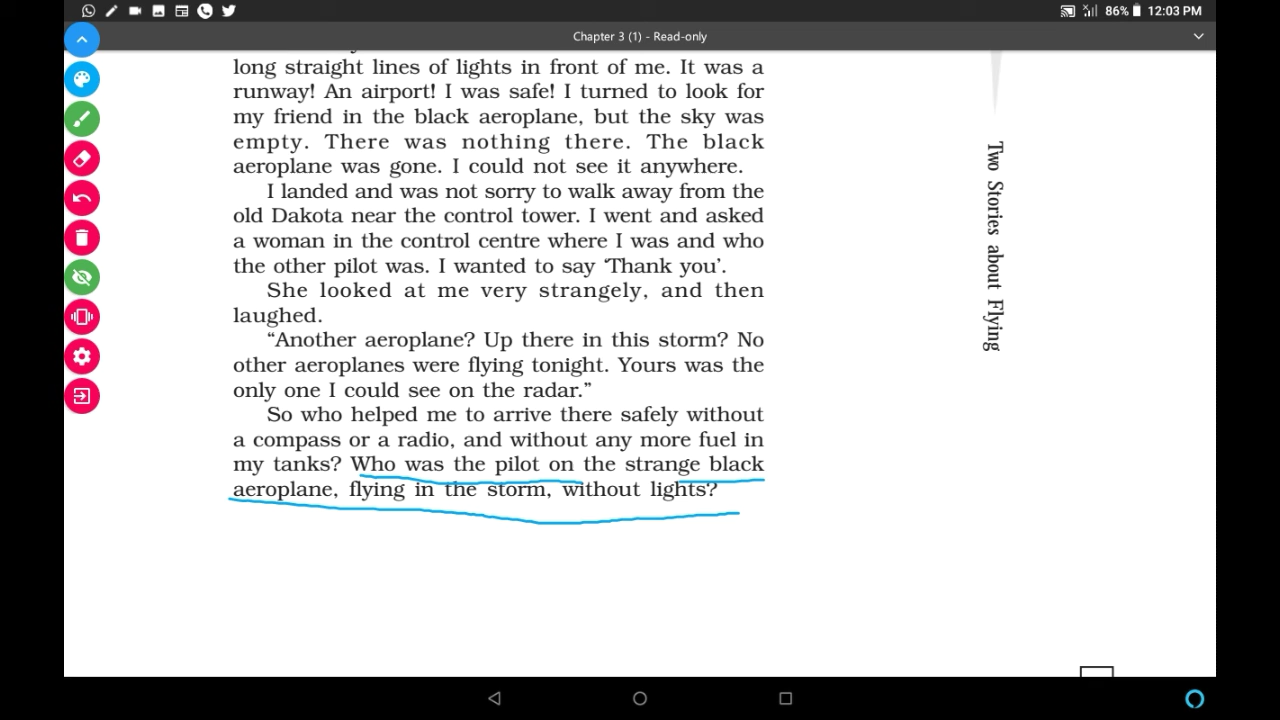 86% 12:03 PM
Chapter 3 (1) - Read-only
long straight lines of lights in front of me. It was a
runway! An airport! I was safe! I turned to look for
my friend in the black aeroplane, but the sky was
empty. There was nothing there. The black
aeroplane was gone. I could not see it anywhere.
I landed and was not sorry to walk away from the
old Dakota near the control tower. I went and asked
a woman in the control centre where I was and who
the other pilot was. I wanted to say ‘Thank you’.
She looked at me very strangely, and then
laughed.
“Another aeroplane? Up there in this storm? No
other aeroplanes were flying tonight. Yours was the
only one I could see on the radar.”
So who helped me to arrive there safely without
a compass or a radio, and without any more fuel in
my tanks? Who was the pilot on the strange black
aeroplane, flying in the storm, without lights?
Two Stories about Flying